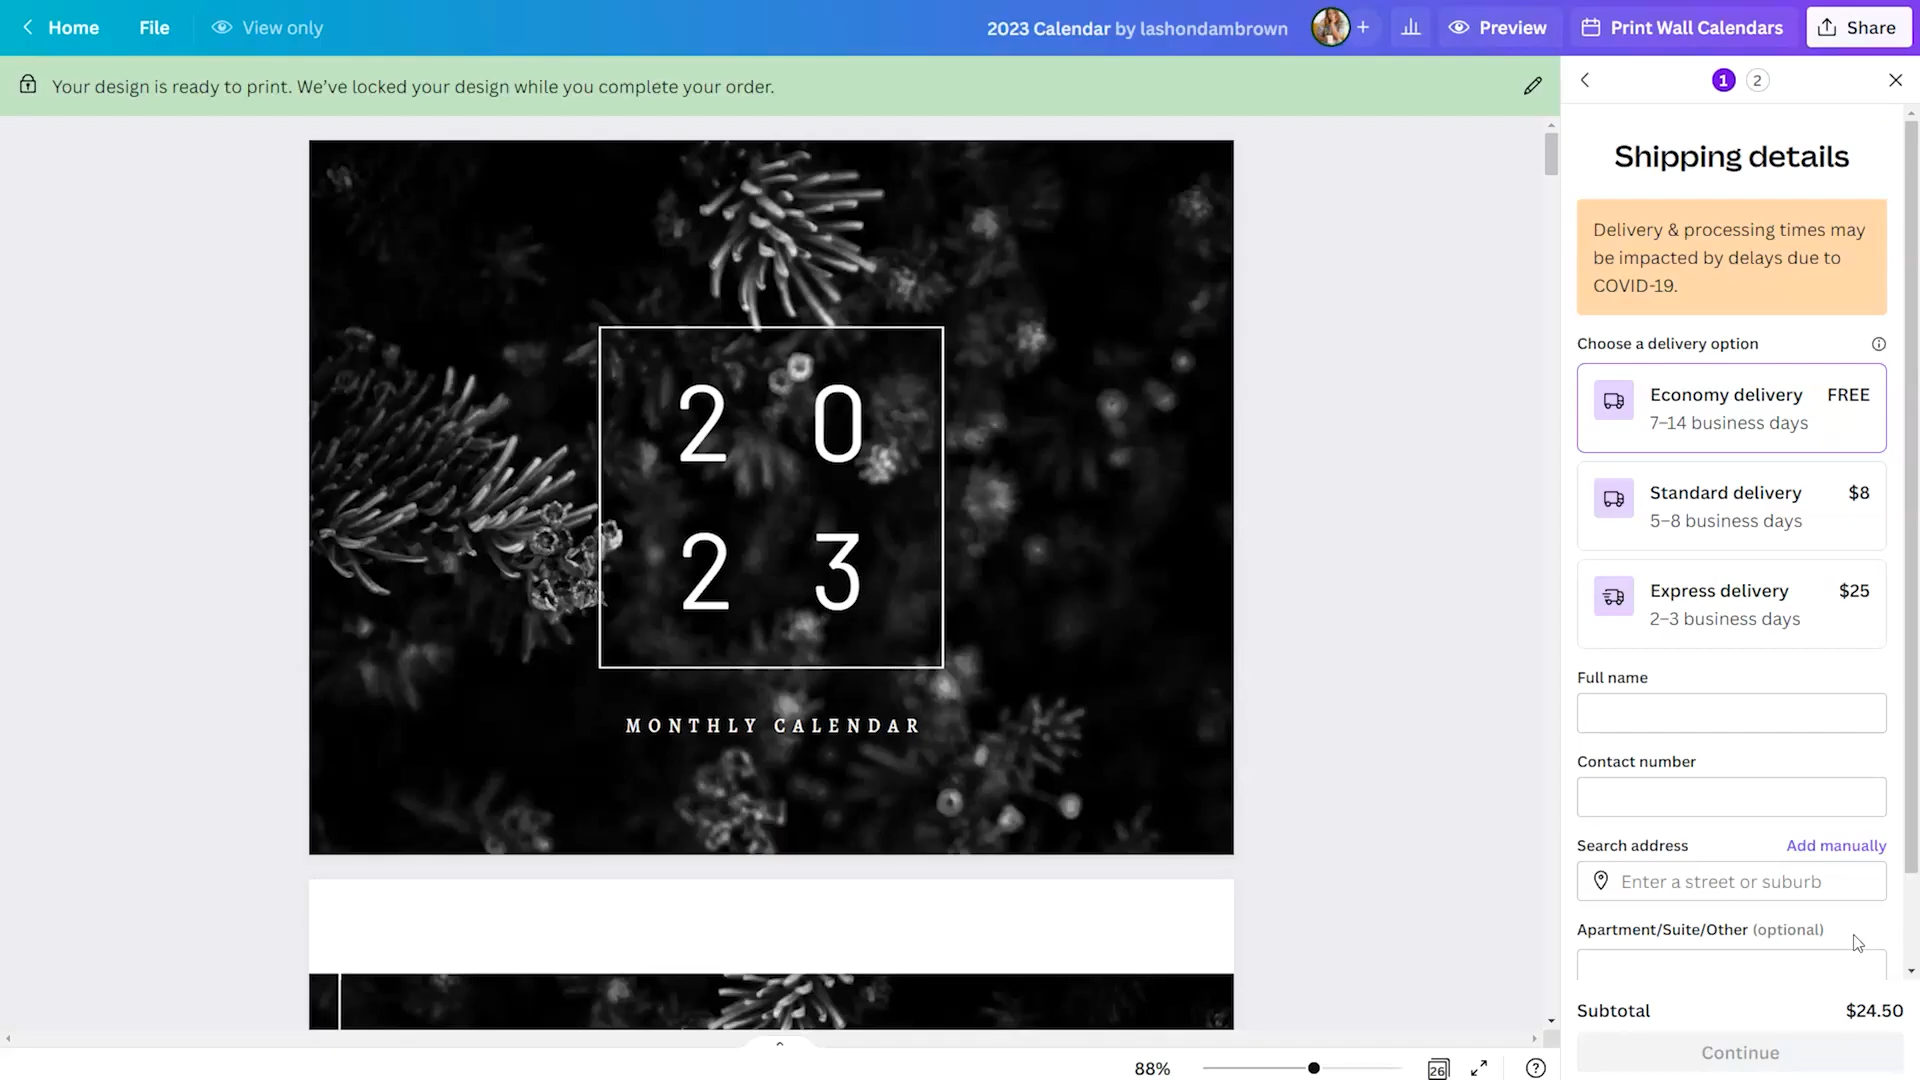 Home
File
View only
2023 Calendar by lashondambrown
+
Preview
Print Wall Calendars
Share
Your design is ready to print. We’ve locked your design while you complete your order.
2 0
2 3
MONTHLY CALENDAR
1 2
Shipping details
Delivery & processing times may
be impacted by delays due to
COVID-19.
Choose a delivery option
Economy delivery FREE
7–14 business days
Standard delivery $8
5–8 business days
Express delivery $25
2–3 business days
Full name
Contact number
Search address Add manually
Enter a street or suburb
Apartment/Suite/Other (optional)
Subtotal $24.50
Continue
88%
26
?